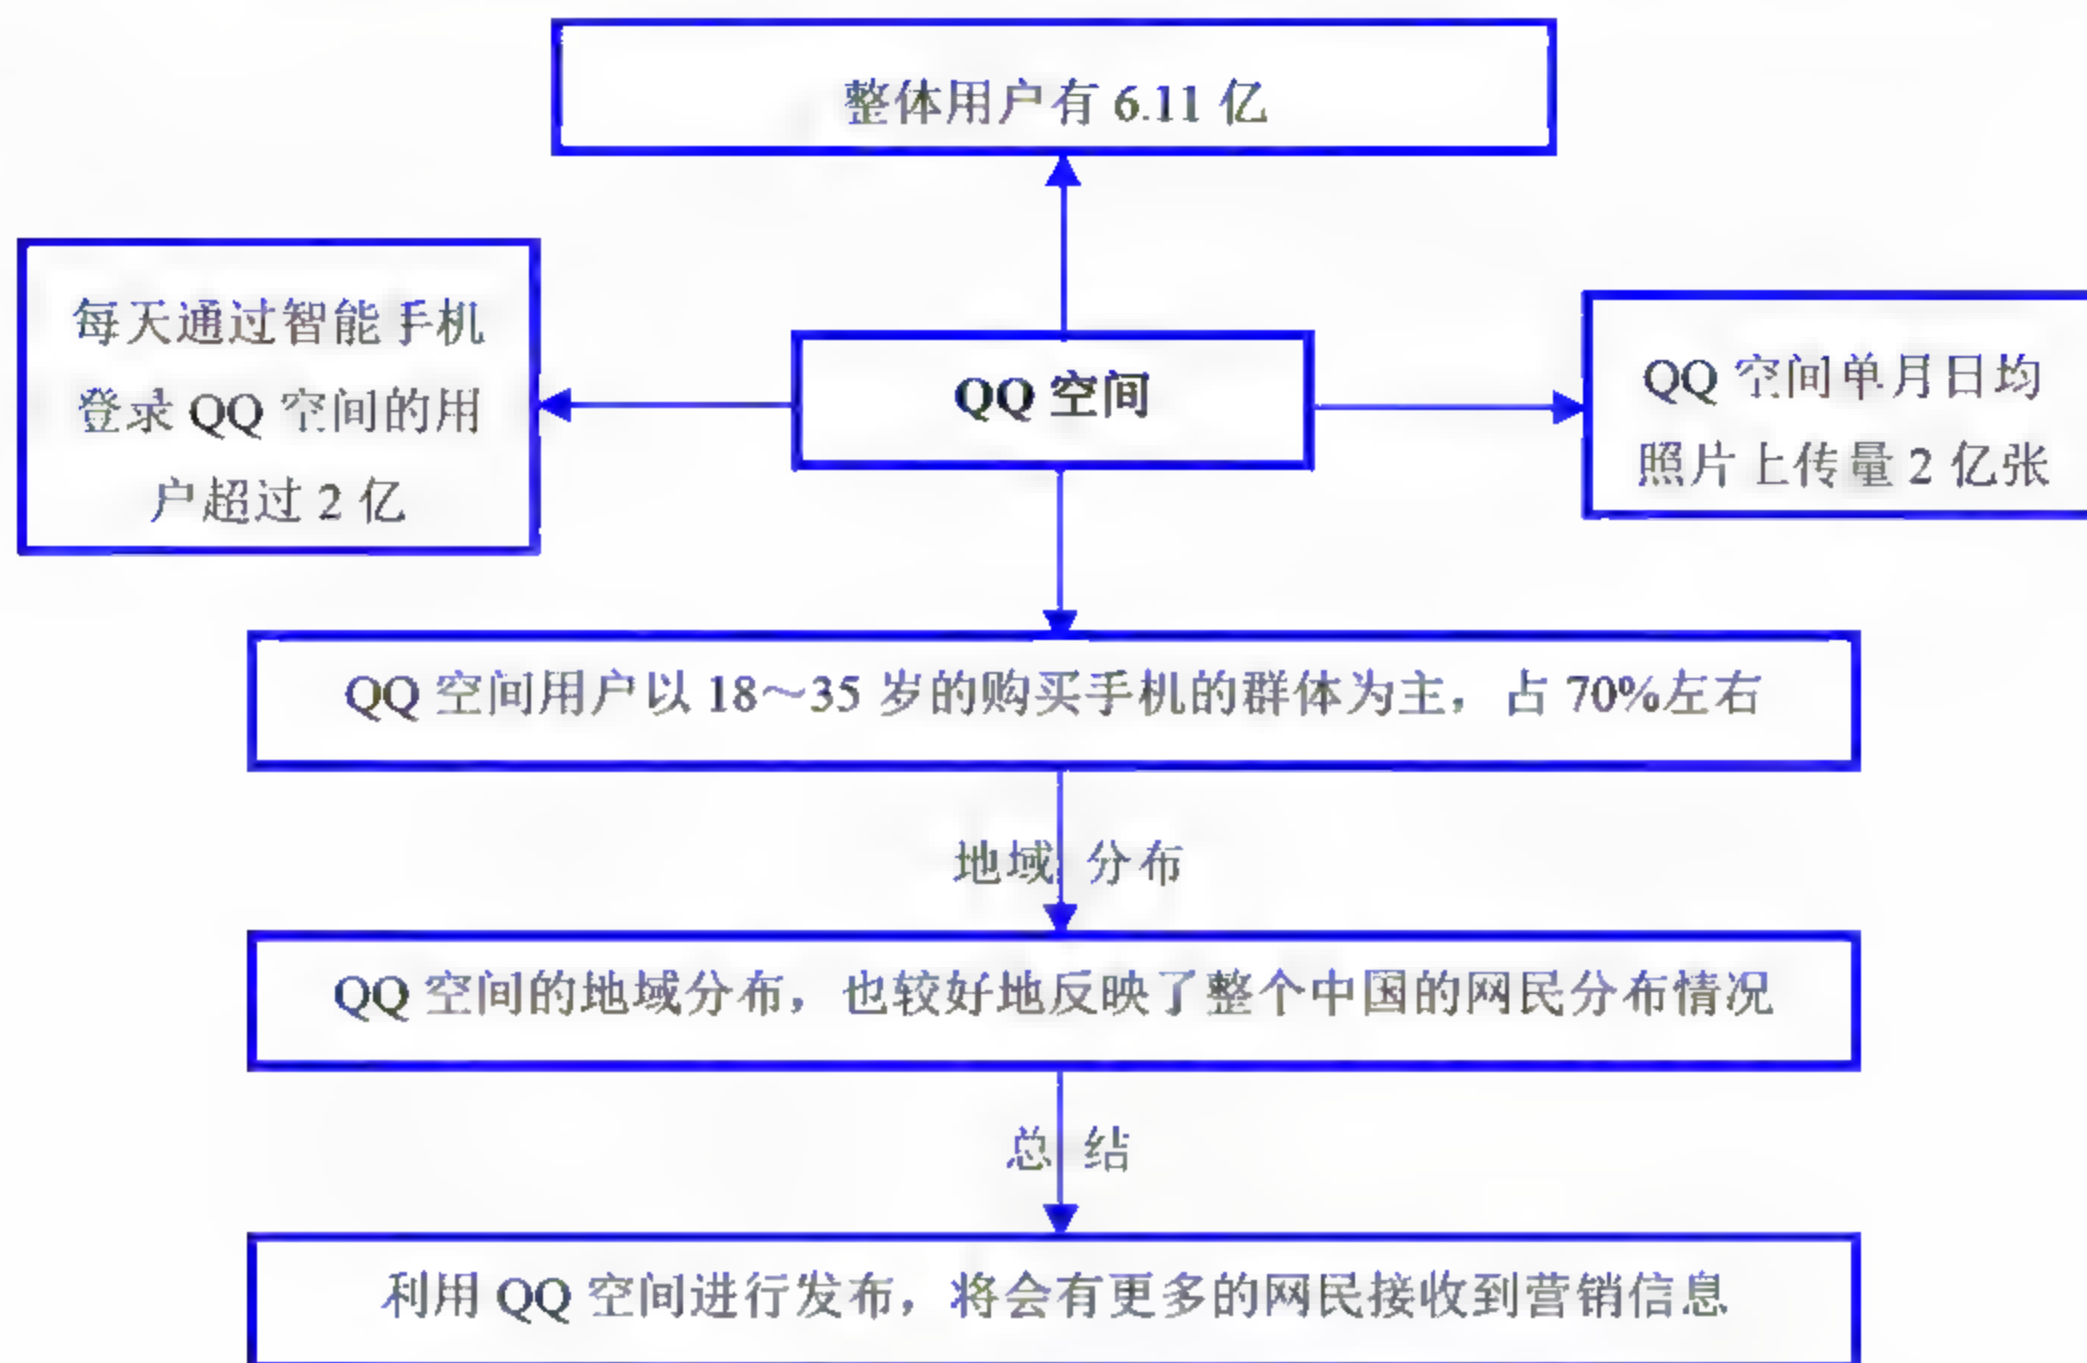 整体用户有 6.11 亿
每天通过智能手机
登录 QQ 空间的用
户超过 2 亿
QQ 空间
QQ 空间单月日均
照片上传量 2 亿张
QQ 空间用户以 18～35 岁的购买手机的群体为主，占 70%左右
地域 分布
QQ 空间的地域分布，也较好地反映了整个中国的网民分布情况
总 结
利用 QQ 空间进行发布，将会有更多的网民接收到营销信息